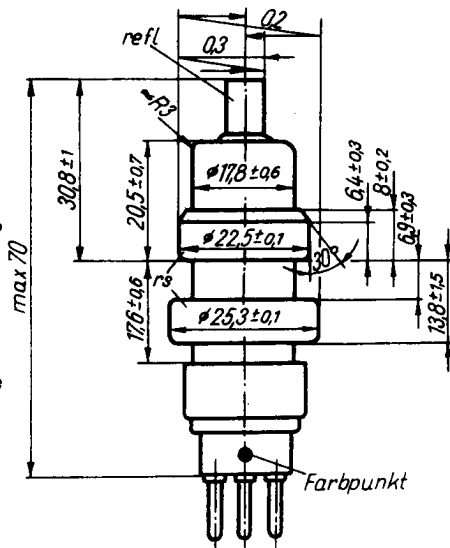 0,2
refl
0,3
≈R3
ø17,8±0,6
30,8±1
20,5±0,7
6,4±0,3
8±0,2
6,9±0,3
ø22,5±0,1
30°
rs
max 70
17,6±0,6
ø25,3±0,1
13,8±1,5
Farbpunkt